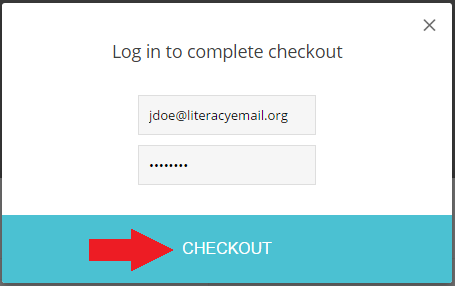 Log in to complete checkout
jdoe@literacyemail.org
••••••••
CHECKOUT